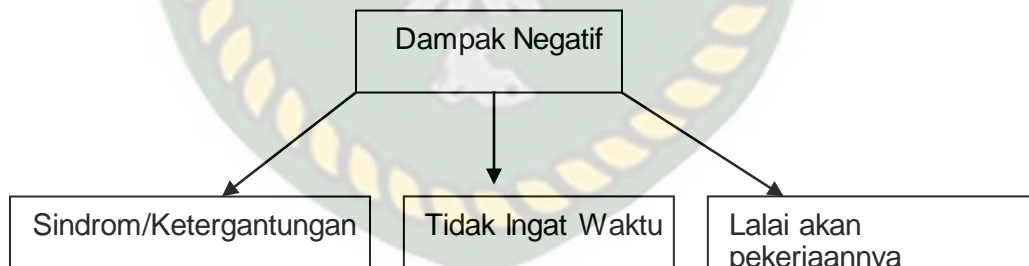 Dampak Negatif
Sindrom/Ketergantungan
Tidak Ingat Waktu
Lalai akan
pekerjaannya